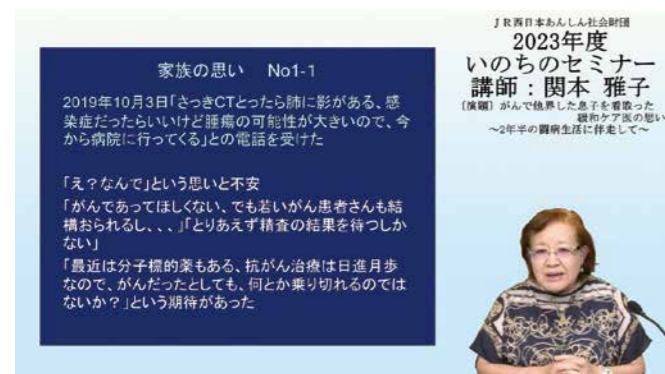 家族の思い No1-1
2019年10月3日「さっきCTとったら肺に影がある、感
染症だったらいいけど腫瘍の可能性が大きいので、今
から病院に行ってくる」との電話を受けた
「え？なんで」という思いと不安
「がんであってほしくない、でも若いがん患者さんも結
構おられるし、、、」「とりあえず精査の結果を待つしか
ない」
「最近は分子標的薬もある、抗がん治療は日進月歩
なので、がんだったとしても、何とか乗り切れるのでは
ないか？」という期待があった
ＪＲ西日本あんしん社会財団
2023年度
いのちのセミナー
講師：関本 雅子
〔演題〕がんで他界した息子を看取った
緩和ケア医の思い
～2年半の闘病生活に伴走して～